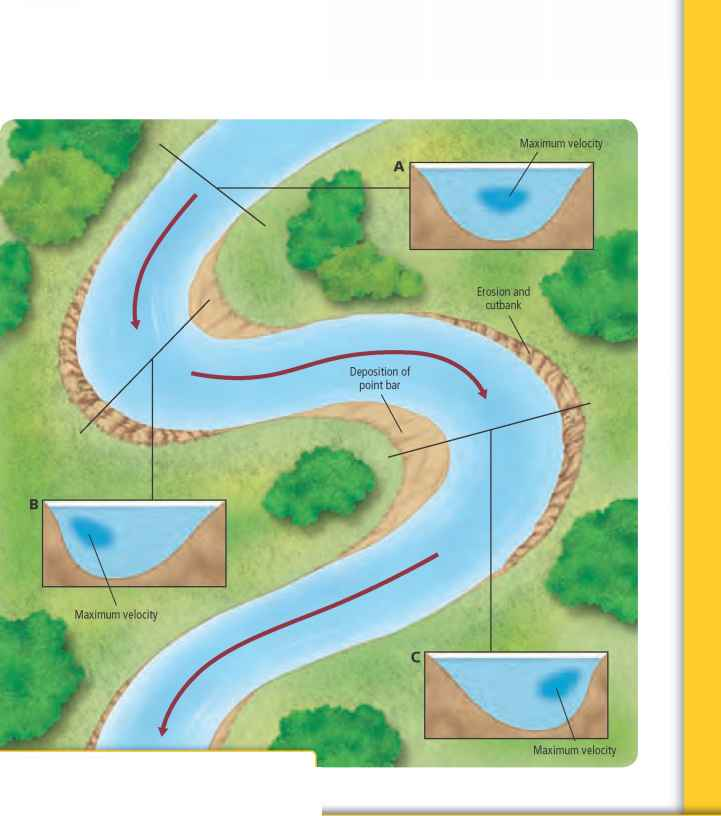 Maximum velocity
A
Erosion and
cutbank
Deposition of
point bar
B
Maximum velocity
C
Maximum velocity